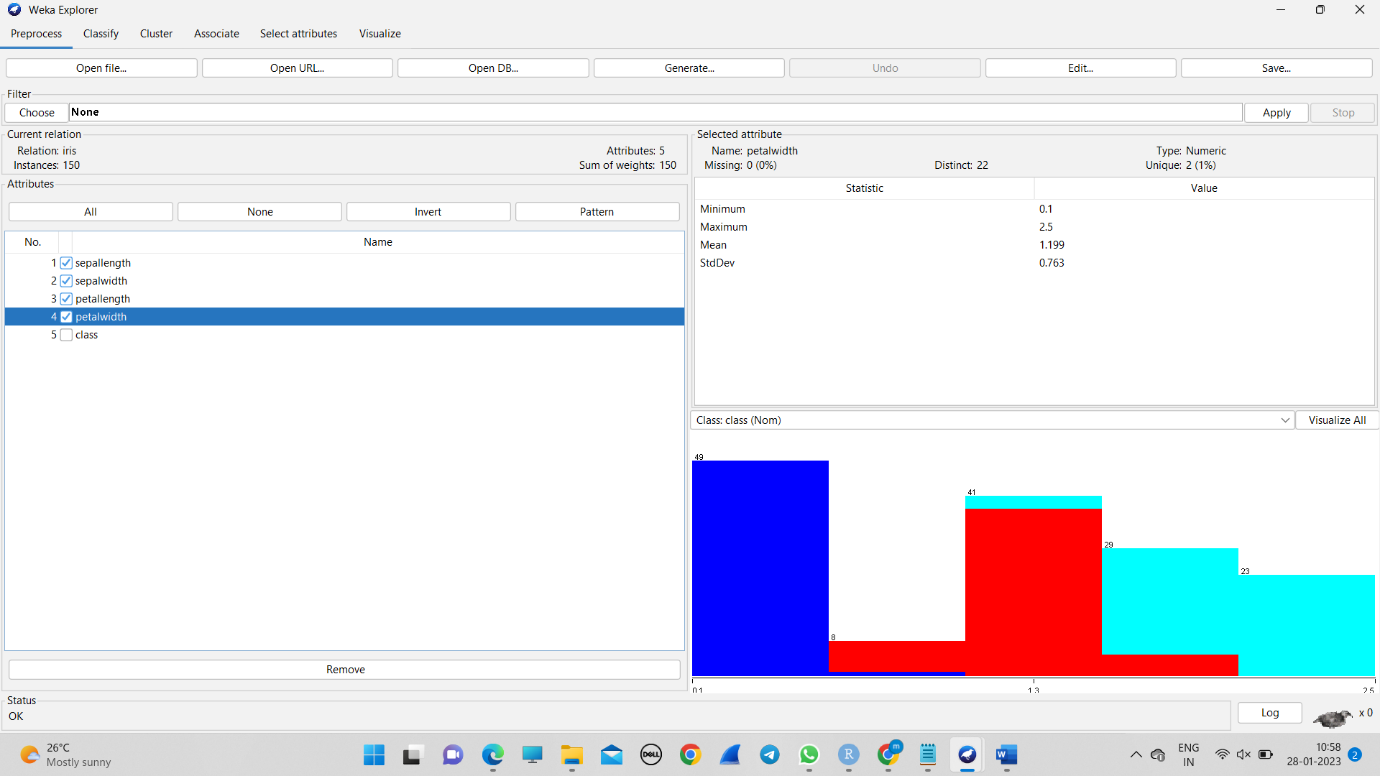 Weka Explorer
Preprocess Classify Cluster Associate Select attributes Visualize
Open file... Open URL... Open DB... Generate... Undo Edit... Save...
Filter
Choose None Apply Stop
Current relation
Relation: iris Attributes: 5
Instances: 150 Sum of weights: 150
Attributes
All None Invert Pattern
No. Name
1 sepallength
2 sepalwidth
3 petallength
4 petalwidth
5 class
Remove
Selected attribute
Name: petalwidth Type: Numeric
Missing: 0 (0%) Distinct: 22 Unique: 2 (1%)
Statistic Value
Minimum 0.1
Maximum 2.5
Mean 1.199
StdDev 0.763
Class: class (Nom) Visualize All
49
41
29
23
8
0.1 1.3 2.5
Status
OK Log x 0
26°C
Mostly sunny
DELL
R
m
W
ENG
IN
10:58
28-01-2023
2